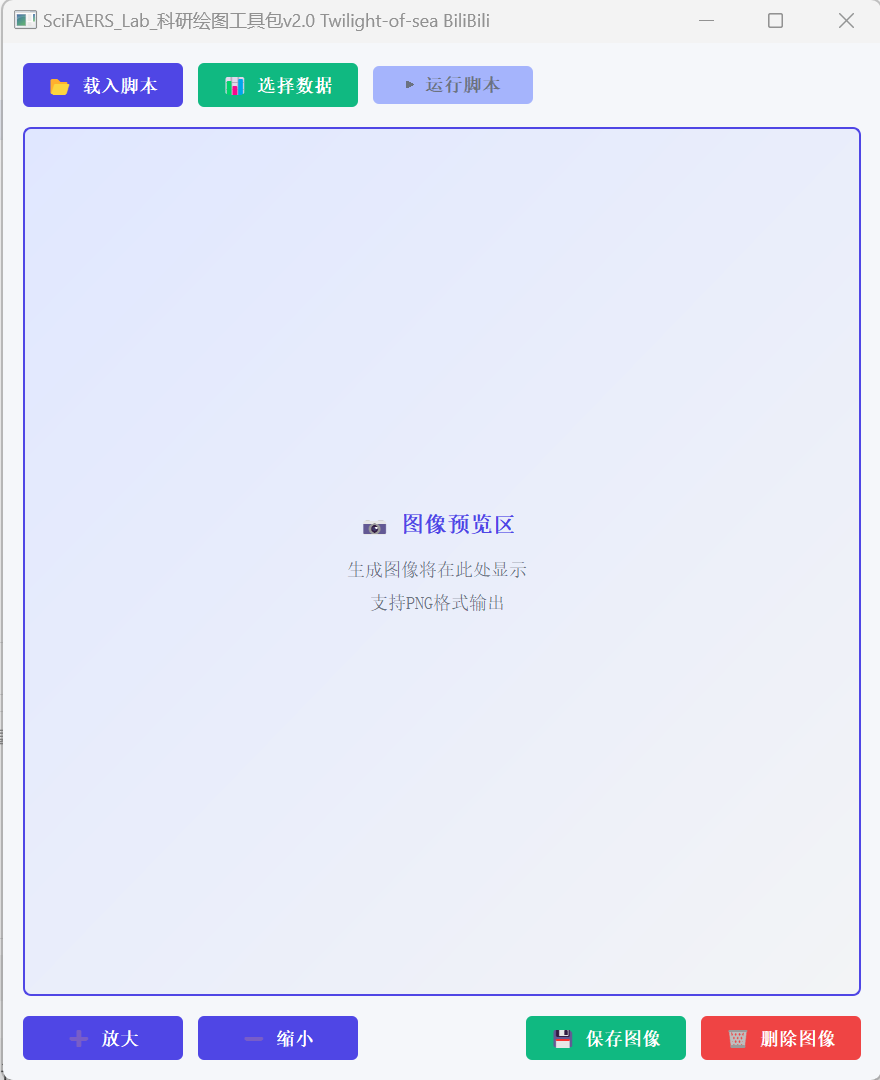 SciFAERS_Lab_科研绘图工具包v2.0 Twilight-of-sea BiliBili
载入脚本
选择数据
运行脚本
图像预览区
生成图像将在此处显示
支持PNG格式输出
放大
缩小
保存图像
删除图像